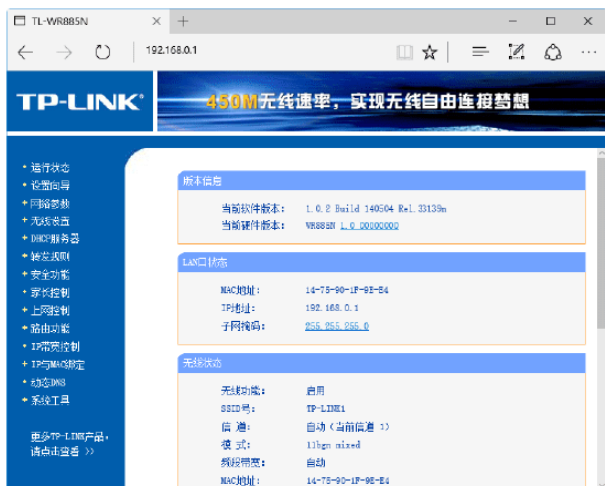 TL-WR885N
192.168.0.1
TP-LINK®
450M无线速率，实现无线自由连接梦想
• 运行状态
• 设置向导
+ 网络参数
+ 无线设置
+ DHCP服务器
+ 转发规则
+ 安全功能
• 家长控制
+ 上网控制
+ 路由功能
• IP带宽控制
+ IP与MAC绑定
• 动态DNS
+ 系统工具
更多TP-LINK产品，
请点击查看 >>
版本信息
当前软件版本： 1.0.2 Build 140504 Rel.33139n
当前硬件版本： WR885N 1.0 00000000
LAN口状态
MAC地址： 14-75-90-1F-9E-E4
IP地址： 192.168.0.1
子网掩码： 255.255.255.0
无线状态
无线功能： 启用
SSID号： TP-LINK1
信 道： 自动（当前信道 1）
模 式： 11bgn mixed
频段带宽： 自动
MAC地址： 14-75-90-1F-9E-E4